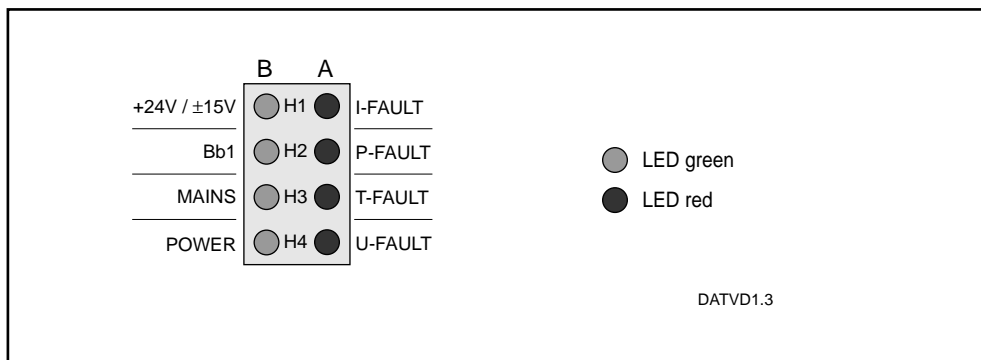 B A
+24V / ±15V H1 I-FAULT
Bb1 H2 P-FAULT
MAINS H3 T-FAULT
POWER H4 U-FAULT
LED green
LED red
DATVD1.3